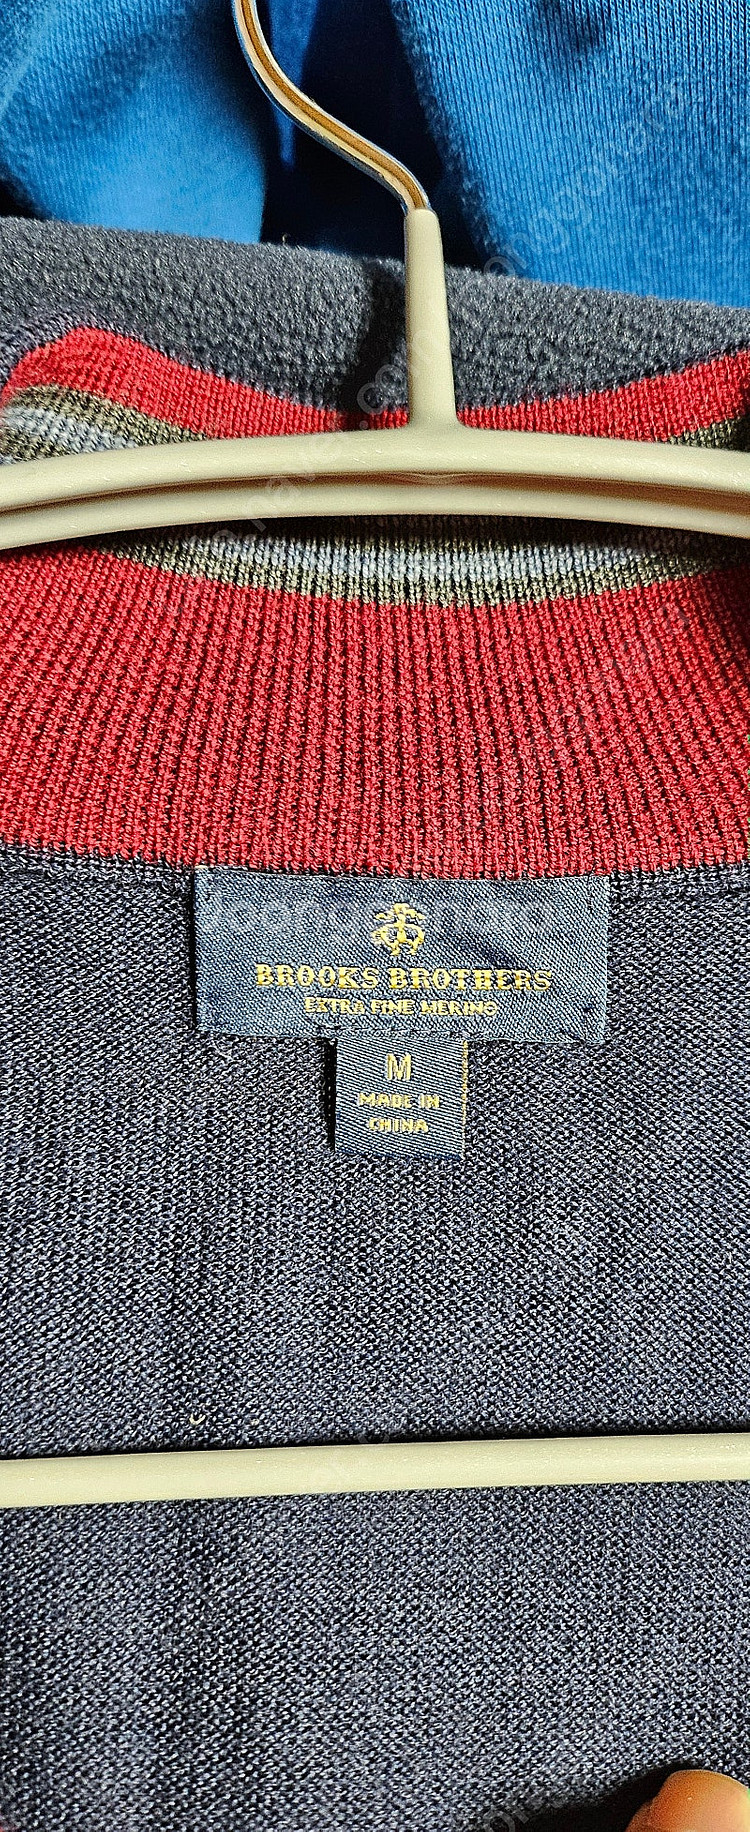 BROOKS BROTHERS
EXTRA FINE MERINO
M
MADE IN
CHINA